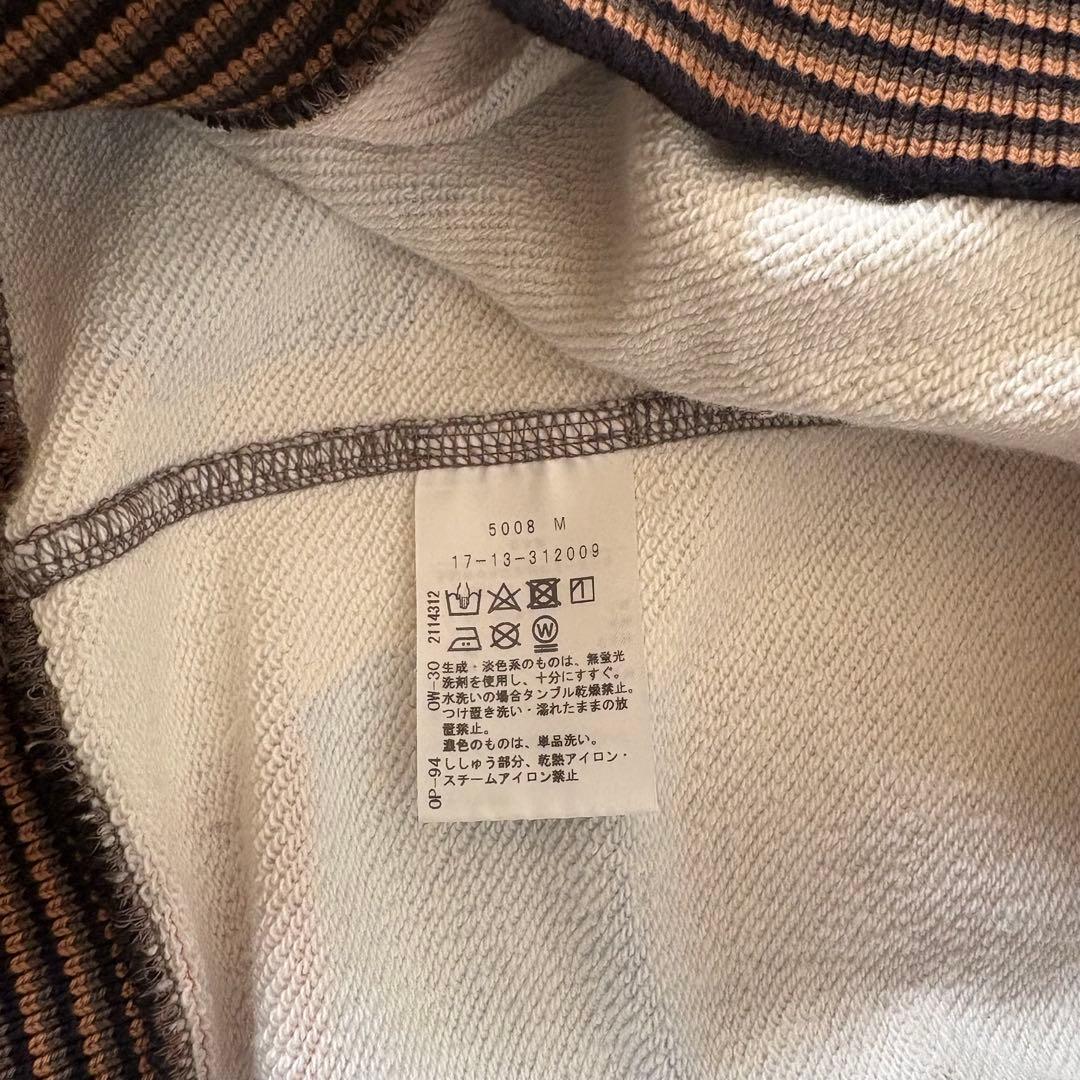 5008 M
17-13-312009
W
生成・淡色系のものは、無蛍光
洗剤を使用し、十分にすすぐ。
水洗いの場合タンブル乾燥禁止。
つけ置き洗い・濡れたままの放
置禁止。
濃色のものは、単品洗い。
ししゅう部分、乾熱アイロン・
スチームアイロン禁止
OP-94 OW-30 2114312